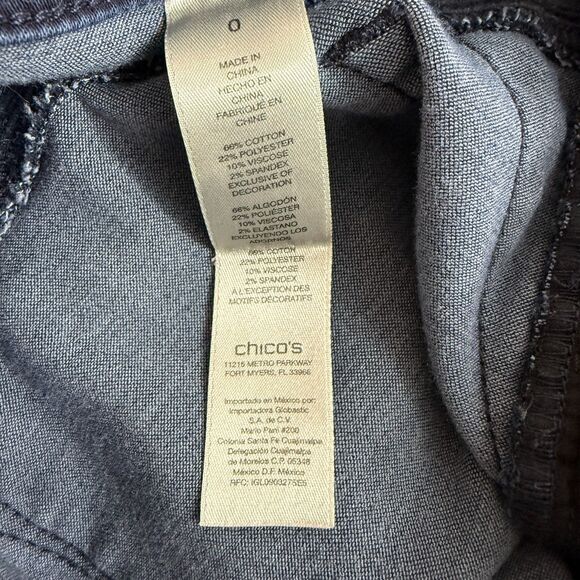 0
MADE IN
CHINA
HECHO EN
CHINA
FABRIQUÉ EN
CHINE
66% COTTON
22% POLYESTER
10% VISCOSE
2% SPANDEX
EXCLUSIVE OF
DECORATION
66% ALGODÓN
22% POLIÉSTER
10% VISCOSA
2% ELASTANO
EXCLUYENDO LOS
ADORNOS
66% COTON
22% POLYESTER
10% VISCOSE
2% SPANDEX
A L'EXCEPTION DES
MOTIFS DÉCORATIFS
chico's
11215 METRO PARKWAY
FORT MYERS, FL 33966
Importado en México por:
Importadora Globastic
S.A. de C.V.
Mario Pani #200
Colonia Santa Fe Cuajimalpa
Delegación Cuajimalpa
de Morelos C.P. 05348
México D.F. México
RFC: IGL0903275E5